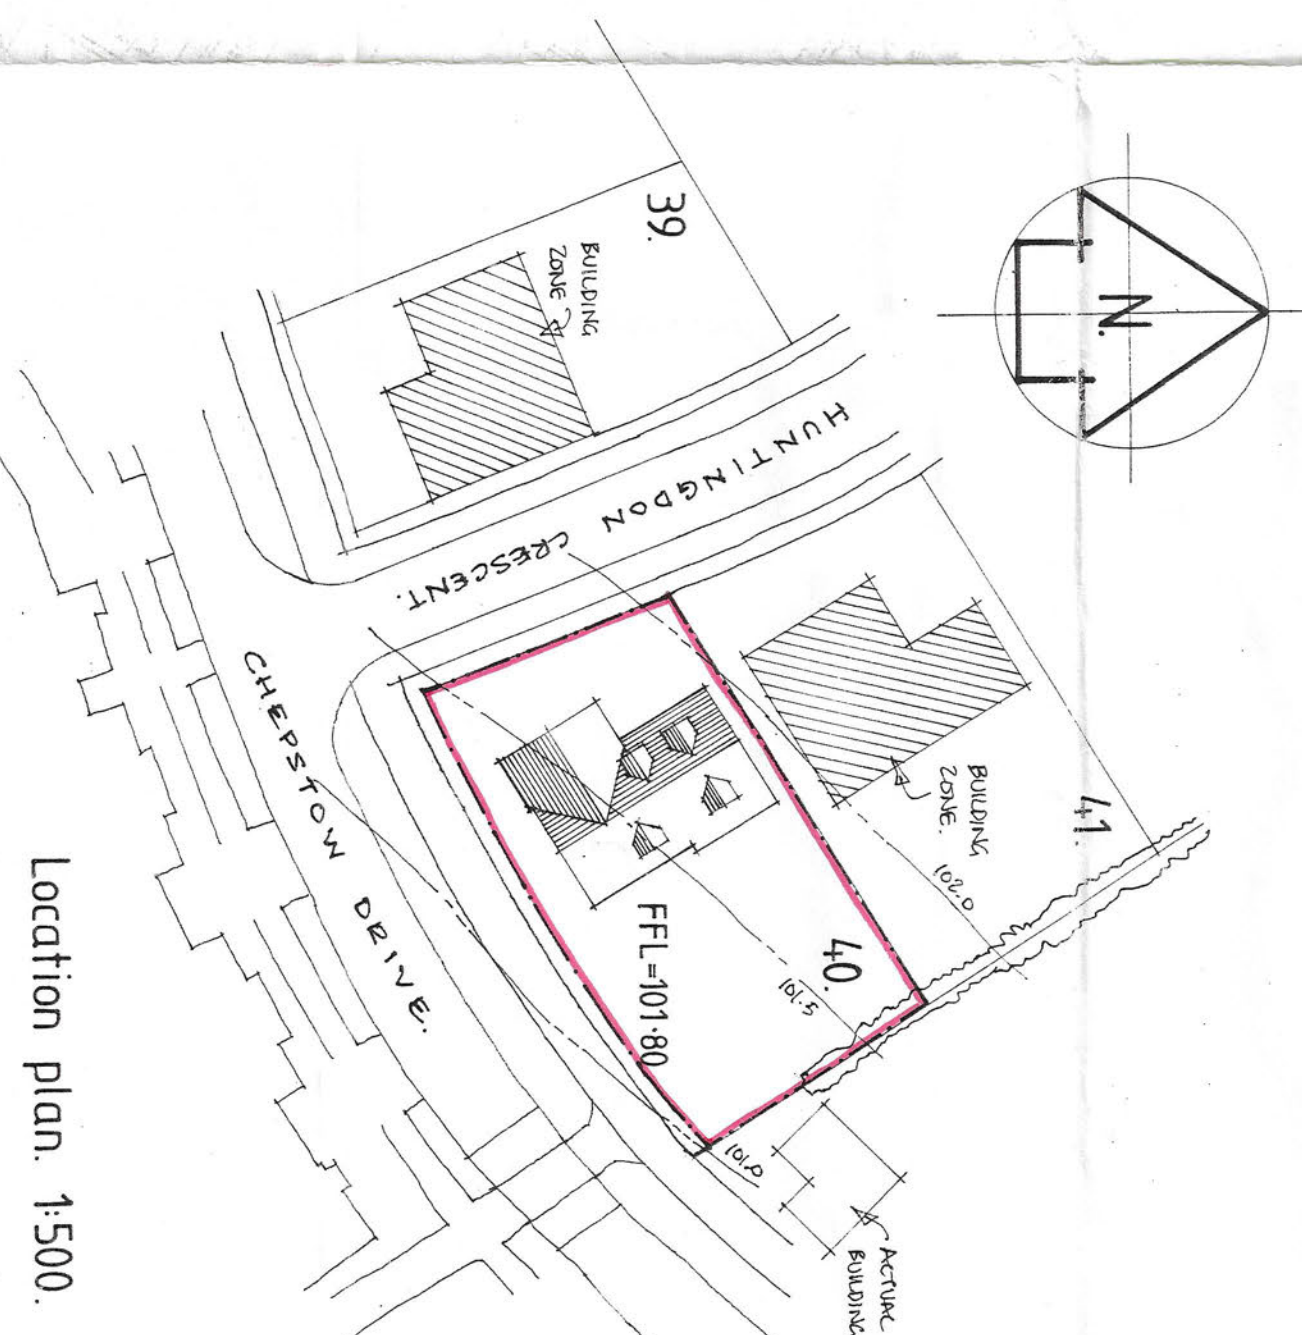 39.
BUILDING
ZONE
N.
HUNTINGDON CRESCENT.
CHEPSTOW DRIVE.
BUILDING
ZONE.
41.
102.0
40.
101.5
FFL=101·80
101.0
ACTUAL
BUILDING
Location plan. 1:500.